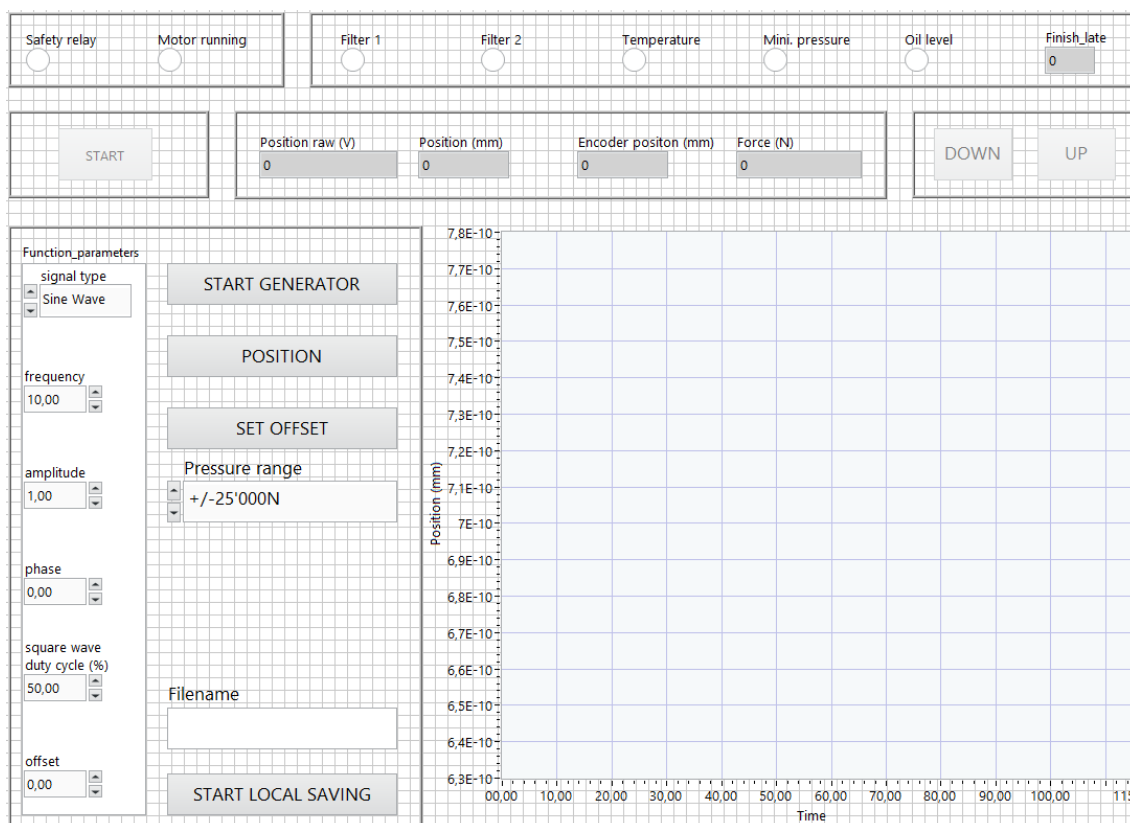 Safety relay
Motor running
Filter 1
Filter 2
Temperature
Mini. pressure
Oil level
Finish_late
0
START
Position raw (V)
0
Position (mm)
0
Encoder positon (mm)
0
Force (N)
0
DOWN
UP
Function_parameters
signal type
Sine Wave
frequency
10,00
amplitude
1,00
phase
0,00
square wave
duty cycle (%)
50,00
offset
0,00
START GENERATOR
POSITION
SET OFFSET
Pressure range
+/-25'000N
Filename
START LOCAL SAVING
Position (mm)
7,8E-10
7,7E-10
7,6E-10
7,5E-10
7,4E-10
7,3E-10
7,2E-10
7,1E-10
7E-10
6,9E-10
6,8E-10
6,7E-10
6,6E-10
6,5E-10
6,4E-10
6,3E-10
00,00 10,00 20,00 30,00 40,00 50,00 60,00 70,00 80,00 90,00 100,00 115
Time